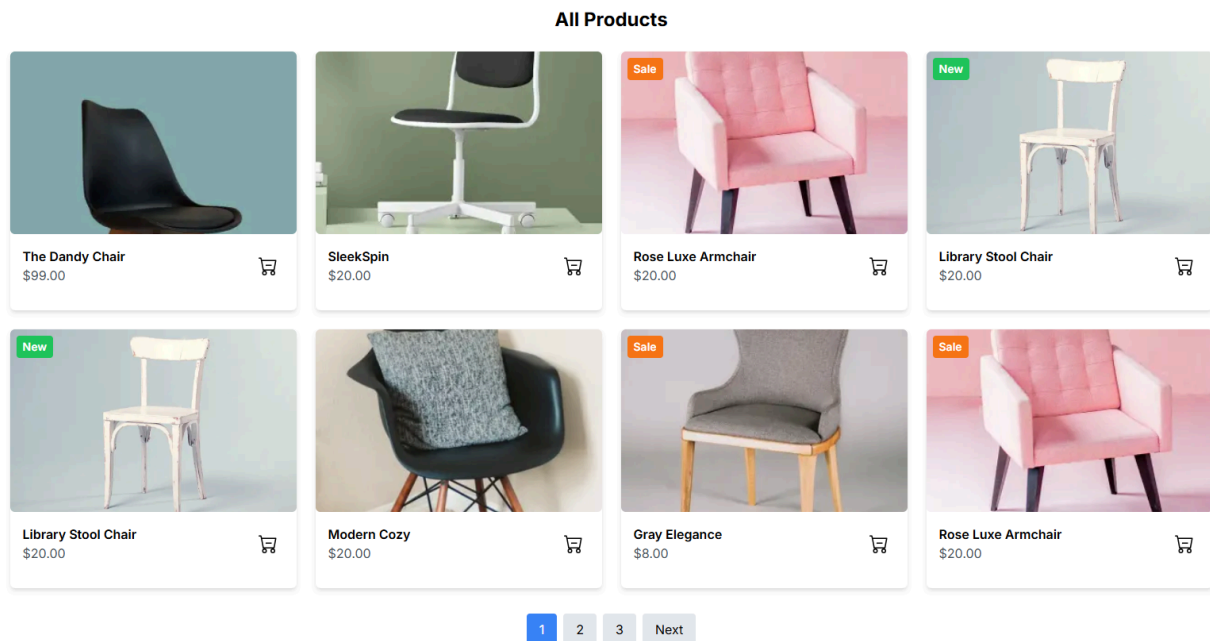 All Products
Sale
New
The Dandy Chair
$99.00
SleekSpin
$20.00
Rose Luxe Armchair
$20.00
Library Stool Chair
$20.00
New
Sale
Sale
Library Stool Chair
$20.00
Modern Cozy
$20.00
Gray Elegance
$8.00
Rose Luxe Armchair
$20.00
1 2 3 Next